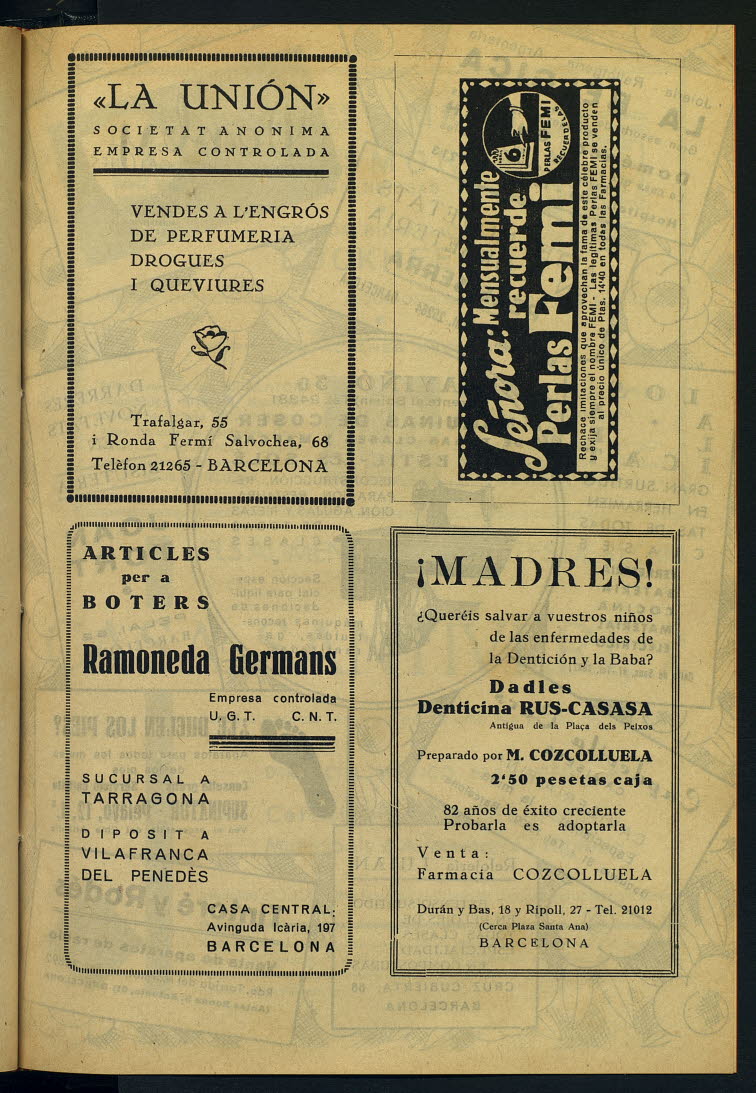 «LA UNIÓN»
SOCIETAT ANONIMA
EMPRESA CONTROLADA
VENDES A L'ENGRÓS
DE PERFUMERIA
DROGUES
I QUEVIURES
Trafalgar, 55
i Ronda Fermí Salvochea, 68
Telèfon 21265 - BARCELONA
Señora: Mensualmente
recuerde
Perlas Femi
PERLAS FEMI
RECUERDELAS
Rechace imitaciones que aprovechan la fama de este célebre producto
y exija siempre el nombre FEMI - Las legítimas Perlas FEMI se venden
al precio único de Ptas. 14'40 en todas las Farmacias.
ARTICLES
per a
BOTERS
Ramoneda Germans
Empresa controlada
U. G. T. C. N. T.
SUCURSAL A
TARRAGONA
DIPOSIT A
VILAFRANCA
DEL PENEDÈS
CASA CENTRAL:
Avinguda Icària, 197
BARCELONA
¡MADRES!
¿Queréis salvar a vuestros niños
de las enfermedades de
la Dentición y la Baba?
Dadles
Denticina RUS-CASASA
Antigua de la Plaça dels Peixos
Preparado por M. COZCOLLUELA
2'50 pesetas caja
82 años de éxito creciente
Probarla es adoptarla
Venta:
Farmacia COZCOLLUELA
Durán y Bas, 18 y Ripoll, 27 - Tel. 21012
(Cerca Plaza Santa Ana)
BARCELONA